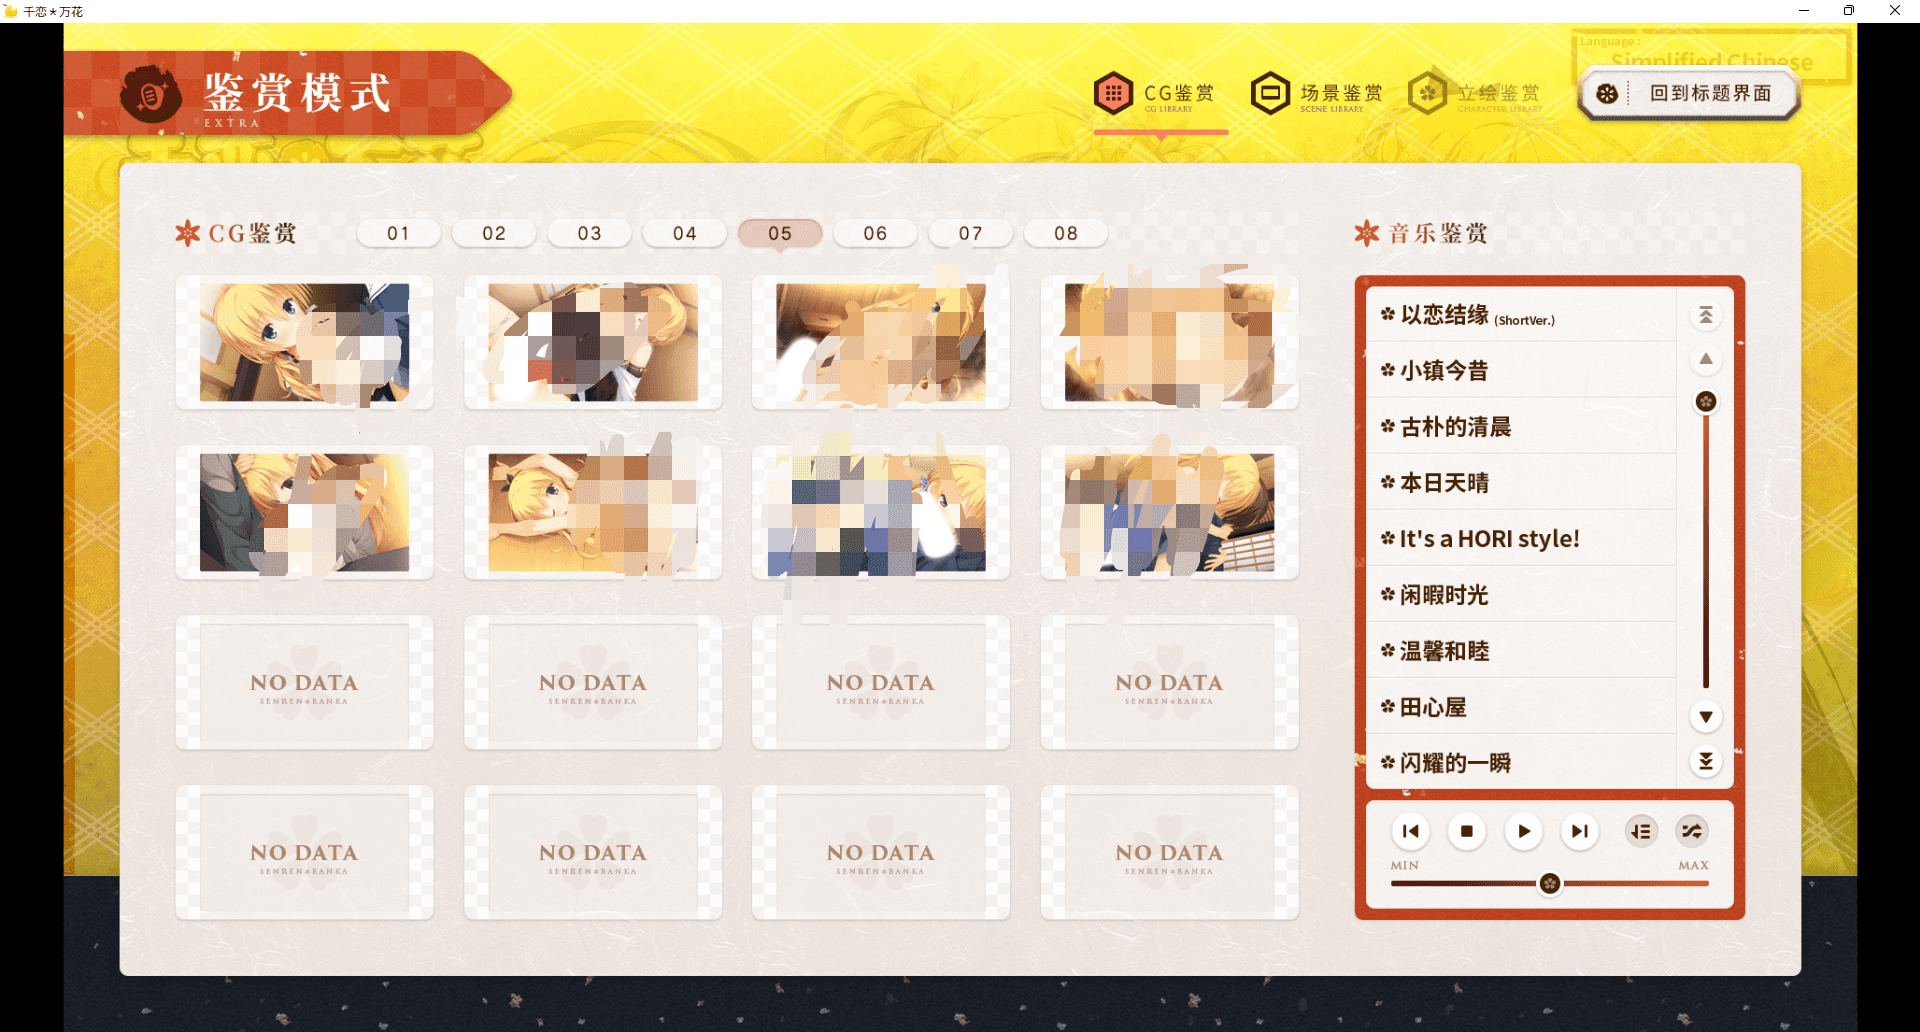 千恋*万花
鉴赏模式
EXTRA
CG鉴赏
CG LIBRARY
场景鉴赏
SCENE LIBRARY
立绘鉴赏
CHARACTER LIBRARY
Language :
Simplified Chinese
回到标题界面
CG鉴赏
01
02
03
04
05
06
07
08
音乐鉴赏
以恋结缘 (ShortVer.)
小镇今昔
古朴的清晨
本日天晴
It's a HORI style!
闲暇时光
温馨和睦
田心屋
闪耀的一瞬
NO DATA
SENREN*BANKA
NO DATA
SENREN*BANKA
NO DATA
SENREN*BANKA
NO DATA
SENREN*BANKA
NO DATA
SENREN*BANKA
NO DATA
SENREN*BANKA
NO DATA
SENREN*BANKA
NO DATA
SENREN*BANKA
MIN
MAX